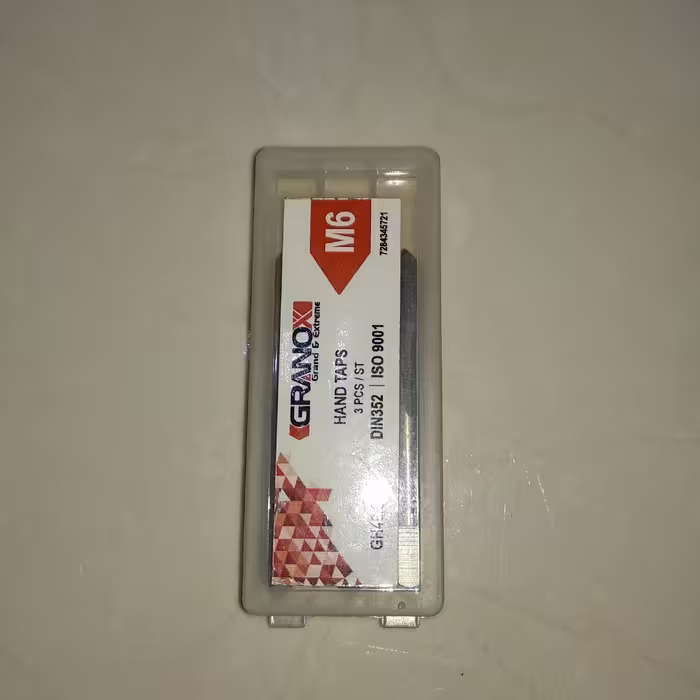 M6
7284345721
GRANOX
Grand & Extreme
HAND TAPS
3 PCS / ST
DIN352 | ISO 9001